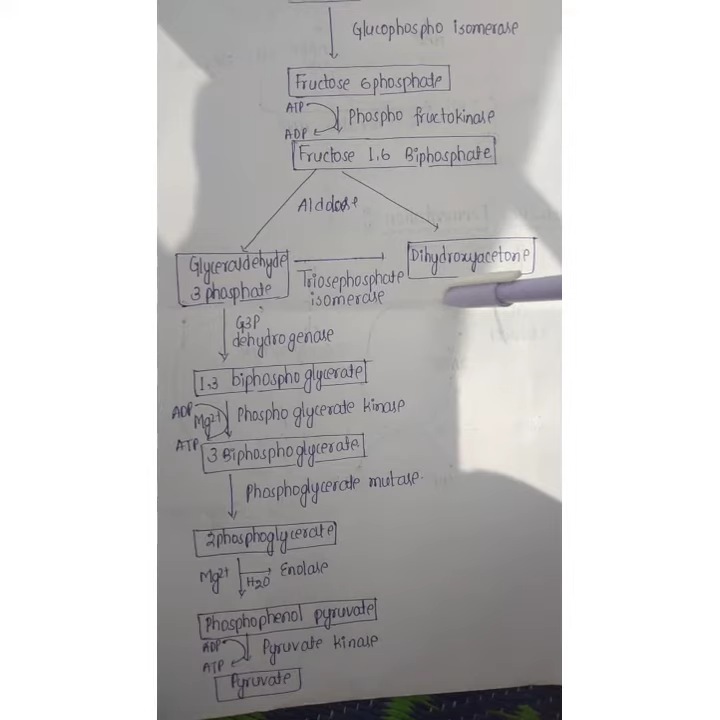 Glucophospho isomerase
Fructose 6phosphate
ATP
Phospho fructokinase
ADP
Fructose 1.6 Biphosphate
Aldolase
Glyceraldehyde
3 phosphate
Triosephosphate
isomerase
Dihydroxyacetone
G3P
dehydrogenase
1.3 biphospho glycerate
ADP
Mg2+
Phospho glycerate kinase
ATP
3 Biphospho glycerate
Phosphoglycerate mutase.
2phosphoglycerate
Mg2+
H2O
Enolase
Phosphophenol pyruvate
ADP
Pyruvate kinase
ATP
Pyruvate